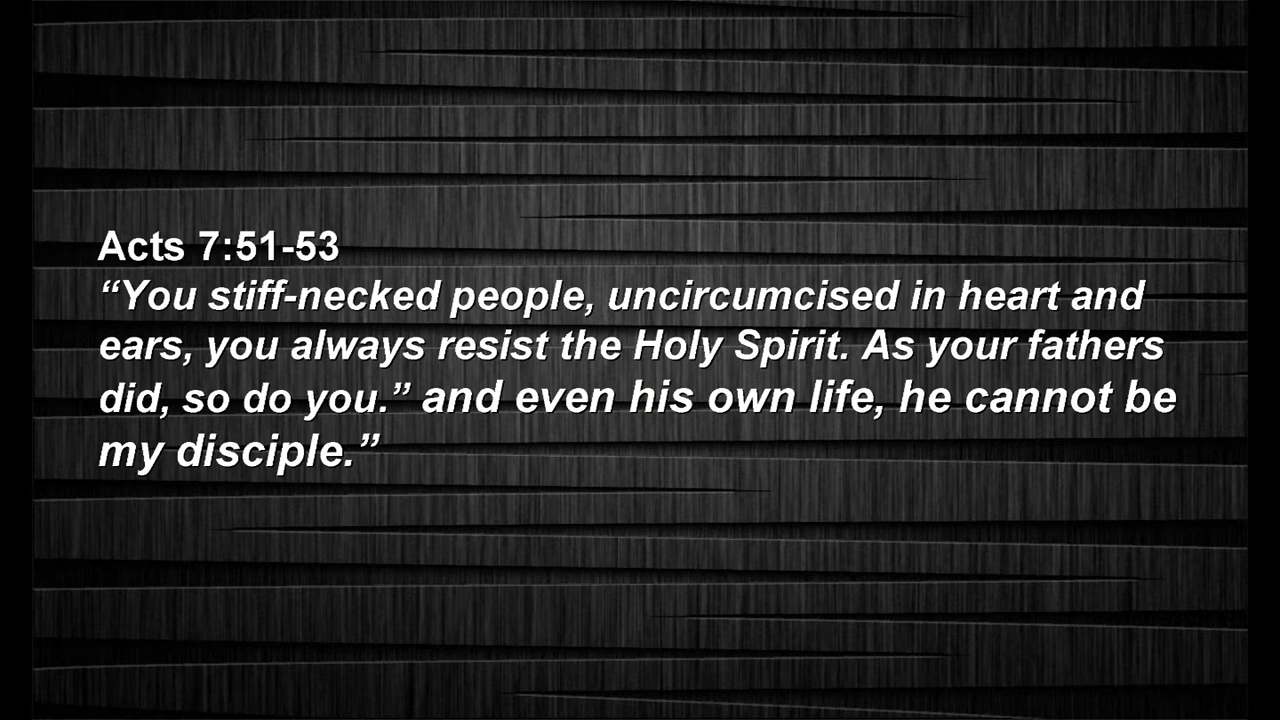 Acts 7:51-53
“You stiff-necked people, uncircumcised in heart and
ears, you always resist the Holy Spirit. As your fathers
did, so do you.” and even his own life, he cannot be
my disciple.”